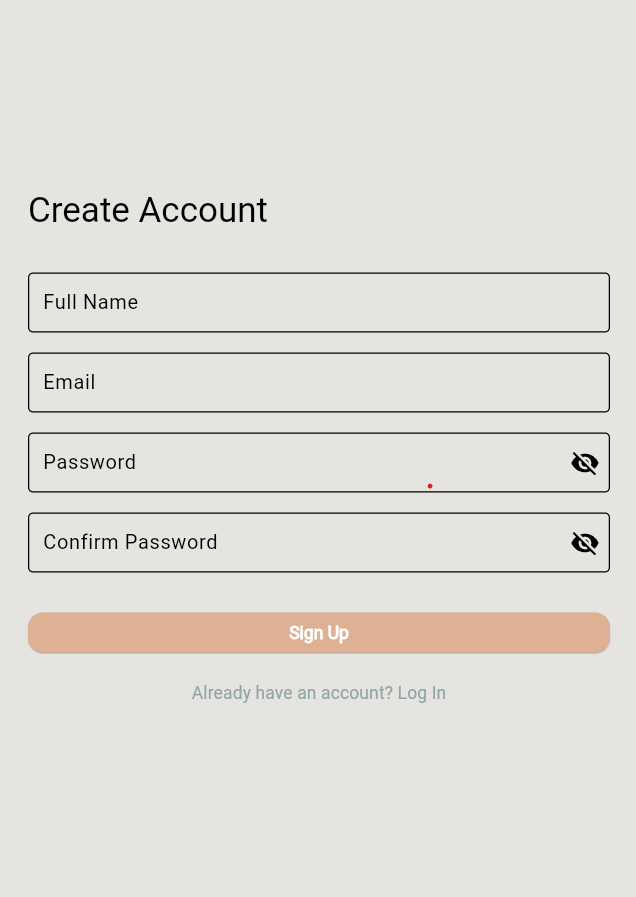 Create Account
Full Name
Email
Password
Confirm Password
Sign Up
Already have an account? Log In